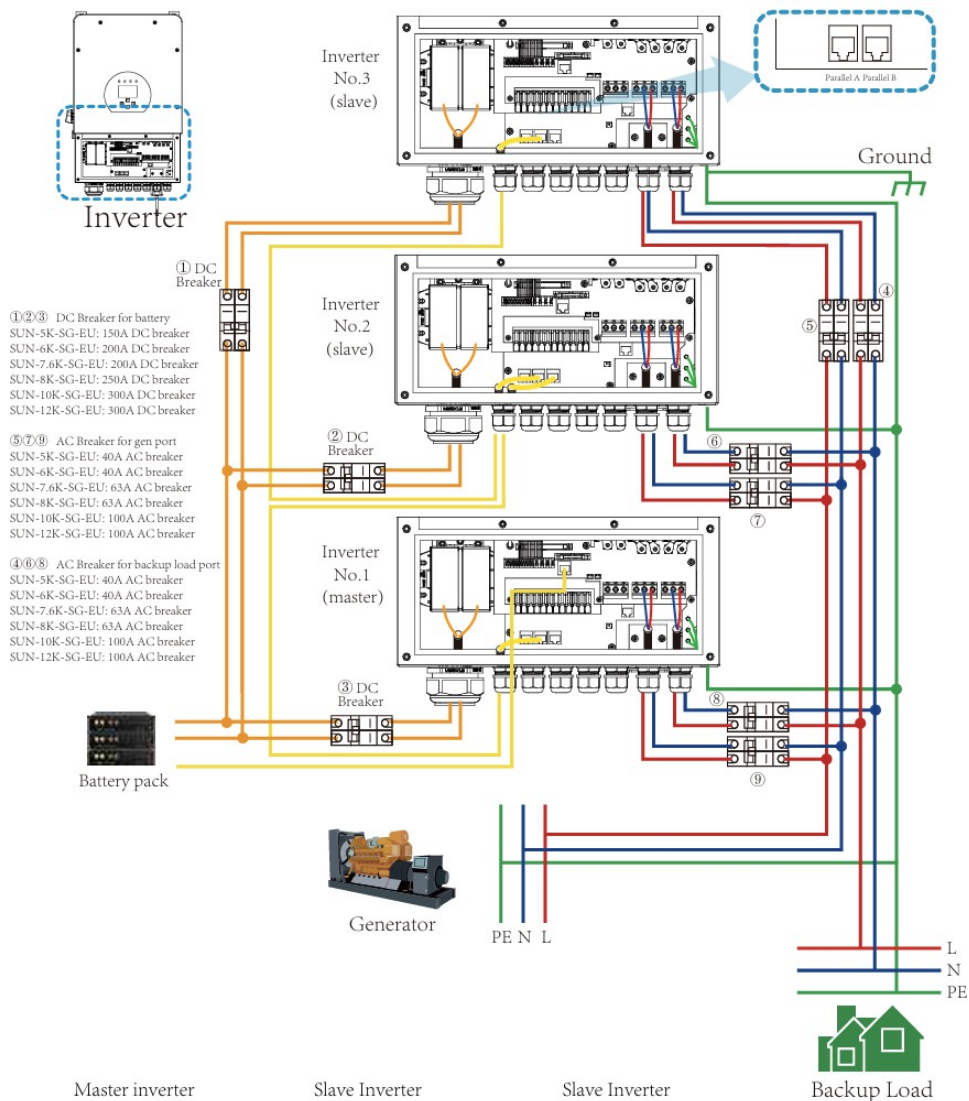 Inverter
No.3
(slave)
Parallel A Parallel B
Ground
Inverter
① DC
Breaker
①②③ DC Breaker for battery
SUN-5K-SG-EU: 150A DC breaker
SUN-6K-SG-EU: 200A DC breaker
SUN-7.6K-SG-EU: 200A DC breaker
SUN-8K-SG-EU: 250A DC breaker
SUN-10K-SG-EU: 300A DC breaker
SUN-12K-SG-EU: 300A DC breaker
⑤⑦⑨ AC Breaker for gen port
SUN-5K-SG-EU: 40A AC breaker
SUN-6K-SG-EU: 40A AC breaker
SUN-7.6K-SG-EU: 63A AC breaker
SUN-8K-SG-EU: 63A AC breaker
SUN-10K-SG-EU: 100A AC breaker
SUN-12K-SG-EU: 100A AC breaker
④⑥⑧ AC Breaker for backup load port
SUN-5K-SG-EU: 40A AC breaker
SUN-6K-SG-EU: 40A AC breaker
SUN-7.6K-SG-EU: 63A AC breaker
SUN-8K-SG-EU: 63A AC breaker
SUN-10K-SG-EU: 100A AC breaker
SUN-12K-SG-EU: 100A AC breaker
Inverter
No.2
(slave)
④
⑤
② DC
Breaker
⑥
⑦
Inverter
No.1
(master)
③ DC
Breaker
⑧
⑨
Battery pack
Generator
PE N L
L
N
PE
Master inverter
Slave Inverter
Slave Inverter
Backup Load